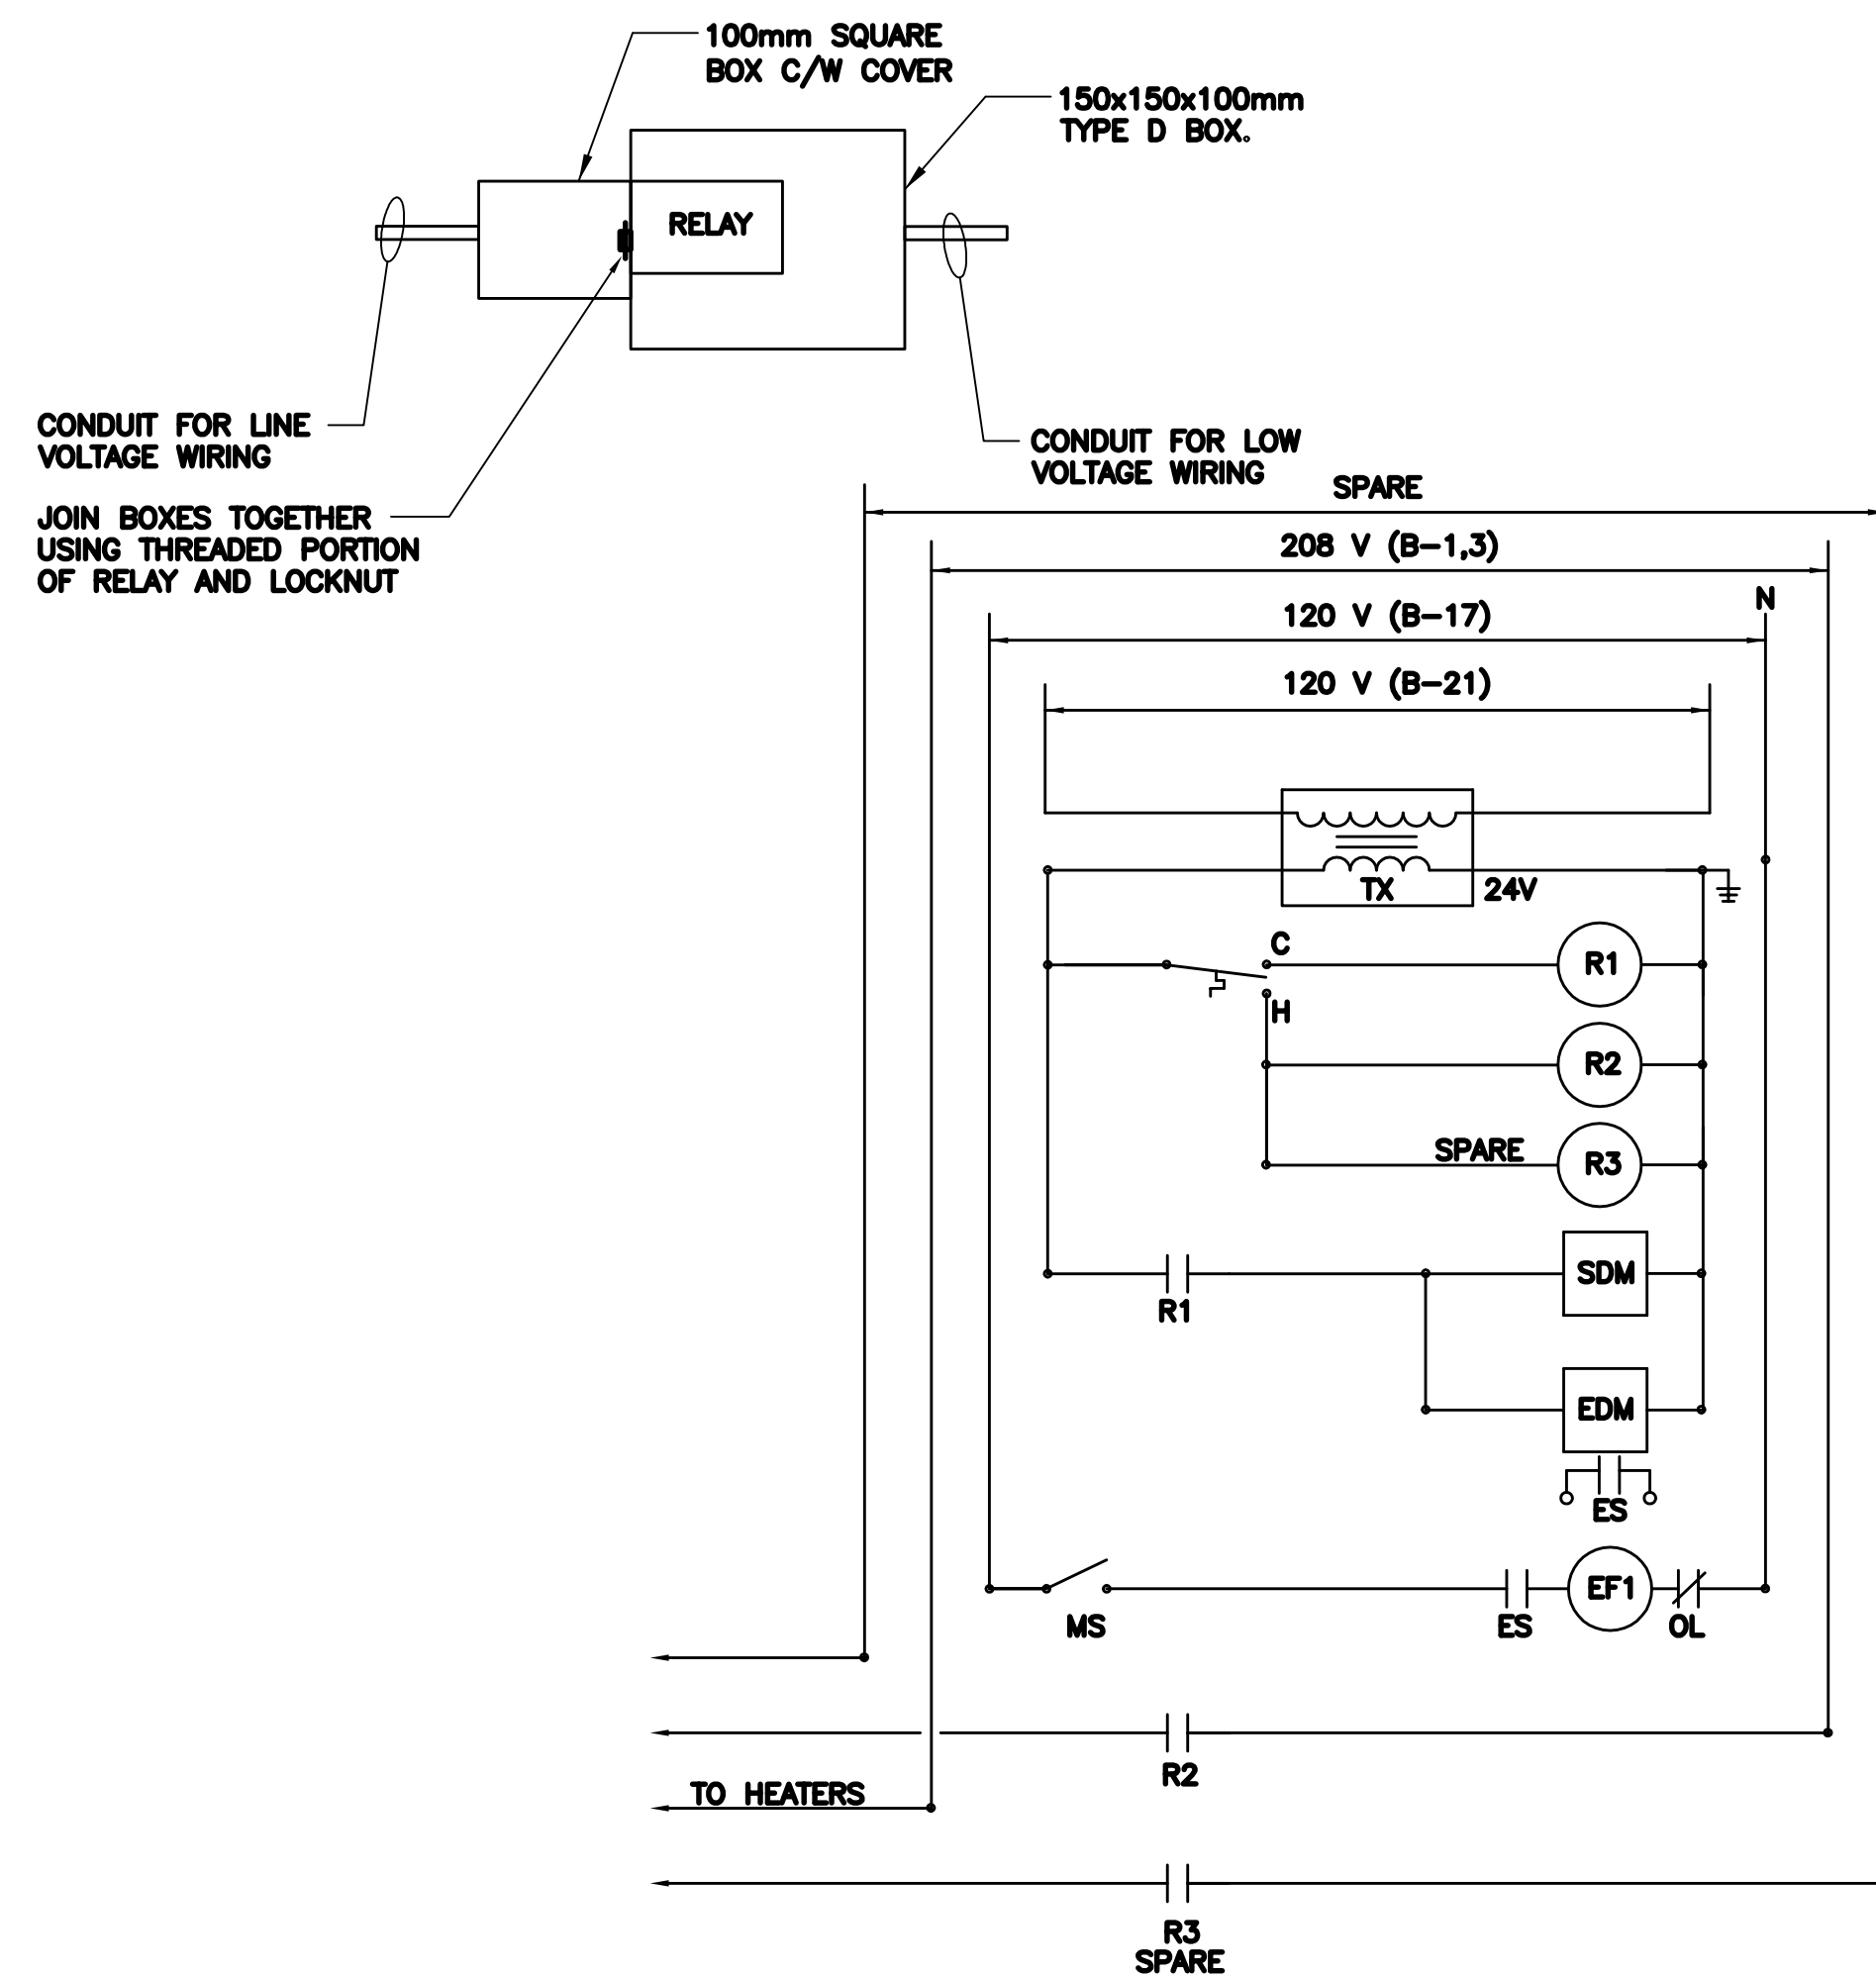 100mm SQUARE
BOX C/W COVER
150x150x100mm
TYPE D BOX.
RELAY
CONDUIT FOR LINE
VOLTAGE WIRING
CONDUIT FOR LOW
VOLTAGE WIRING
JOIN BOXES TOGETHER
USING THREADED PORTION
OF RELAY AND LOCKNUT
SPARE
208 V (B-1,3)
N
120 V (B-17)
120 V (B-21)
TX
24V
C
R1
H
R2
SPARE
R3
SDM
R1
EDM
ES
EF1
MS
ES
OL
R2
TO HEATERS
R3
SPARE